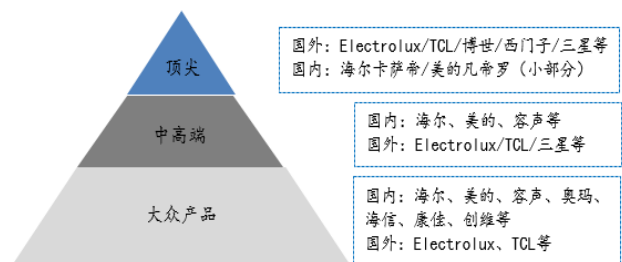 顶尖
国外：Electrolux/TCL/博世/西门子/三星等
国内：海尔卡萨帝/美的凡帝罗（小部分）
中高端
国内：海尔、美的、容声等
国外：Electrolux/TCL/三星等
大众产品
国内：海尔、美的、容声、奥玛、
海信、康佳、创维等
国外：Electrolux、TCL等